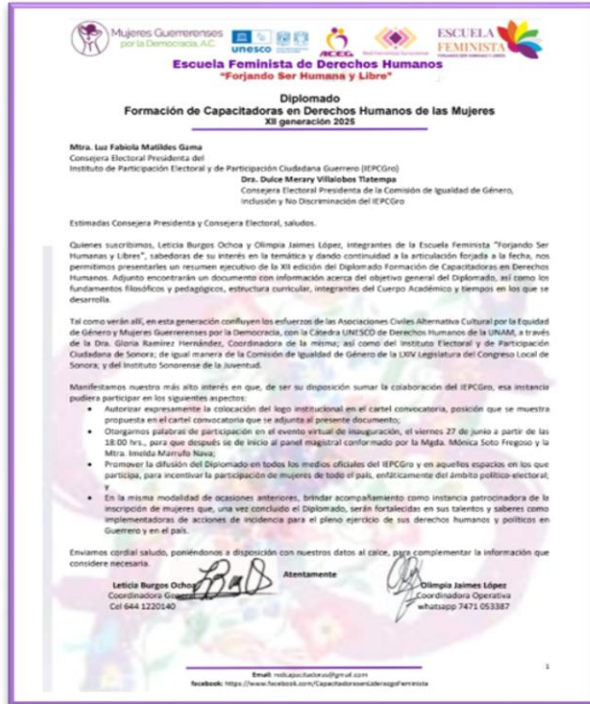 Mujeres Guerrerenses
por la Democracia, A.C.
unesco
ACEG
ESCUELA
FEMINISTA
Escuela Feminista de Derechos Humanos
"Forjando Ser Humana y Libre"
Diplomado
Formación de Capacitadoras en Derechos Humanos de las Mujeres
XII generación 2025
Mtra. Luz Fabiola Matildes Gama
Consejera Electoral Presidenta del
Instituto de Participación Electoral y de Participación Ciudadana Guerrero (IEPCGro)
Dra. Dulce Merary Villalobos Tlatempa
Consejera Electoral Presidenta de la Comisión de Igualdad de Género,
Inclusión y No Discriminación del IEPCGro
Estimadas Consejera Presidenta y Consejera Electoral, saludos.
Quienes suscribimos, Leticia Burgos Ochoa y Olimpia Jaimes López, integrantes de la Escuela Feminista "Forjando Ser
Humanas y Libres", sabedoras de su interés en la temática y dando continuidad a la articulación forjada a la fecha, nos
permitimos presentarles un resumen ejecutivo de la XII edición del Diplomado Formación de Capacitadoras en Derechos
Humanos. Adjunto encontrarán un documento con información acerca del objetivo general del Diplomado, así como los
fundamentos filosóficos y pedagógicos, estructura curricular, integrantes del Cuerpo Académico y tiempos en los que se
desarrolla.
Tal como verán allí, en esta generación confluyen los esfuerzos de las Asociaciones Civiles Alternativa Cultural por la Equidad
de Género y Mujeres Guerrerenses por la Democracia, con la Cátedra UNESCO de Derechos Humanos de la UNAM, a través
de la Dra. Gloria Ramírez Hernández, Coordinadora de la misma; así como del Instituto Electoral y de Participación
Ciudadana de Sonora; de igual manera de la Comisión de Igualdad de Género de la LXIV Legislatura del Congreso Local de
Sonora; y del Instituto Sonorense de la Juventud.
Manifestamos nuestro más alto interés en que, de ser su disposición sumar la colaboración del IEPCGro, esa instancia
pudiera participar en los siguientes aspectos:
• Autorizar expresamente la colocación del logo institucional en el cartel convocatoria, posición que se muestra
propuesta en el cartel convocatoria que se adjunta al presente documento;
• Otorgarnos palabras de participación en el evento virtual de inauguración, el viernes 27 de junio a partir de las
18:00 hrs., para que después se de inicio al panel magistral conformado por la Mgda. Mónica Soto Fregoso y la
Mtra. Imelda Marrufo Nava;
• Promover la difusión del Diplomado en todos los medios oficiales del IEPCGro y en aquellos espacios en los que
participa, para incentivar la participación de mujeres de todo el país, enfáticamente del ámbito político-electoral;
y
• En la misma modalidad de ocasiones anteriores, brindar acompañamiento como instancia patrocinadora de la
inscripción de mujeres que, una vez concluido el Diplomado, serán fortalecidas en sus talentos y saberes como
implementadoras de acciones de incidencia para el pleno ejercicio de sus derechos humanos y políticos en
Guerrero y en el país.
Enviamos cordial saludo, poniéndonos a disposición con nuestros datos al calce, para complementar la información que
considere necesaria.
Atentamente
Leticia Burgos Ochoa
Coordinadora General
Cel 644 1220140
Olimpia Jaimes López
Coordinadora Operativa
whatsapp 7471 053387
1
Email: redcapacitadoras@gmail.com
facebook: https://www.facebook.com/CapacitadorasenLiderazgoFeminista